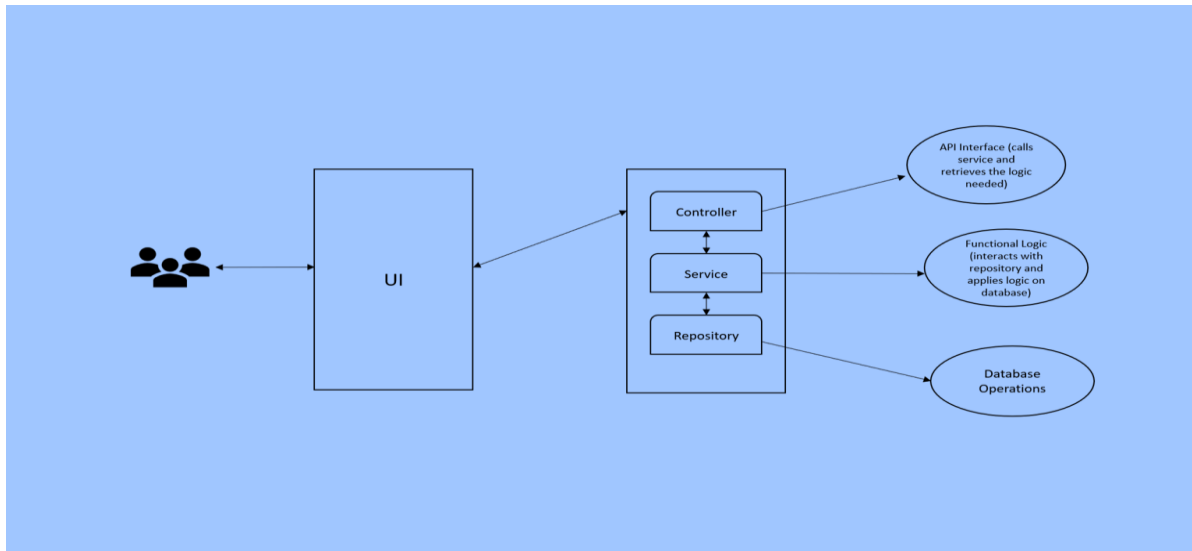 UI
Controller
Service
Repository
API Interface (calls
service and
retrieves the logic
needed)
Functional Logic
(interacts with
repository and
applies logic on
database)
Database
Operations